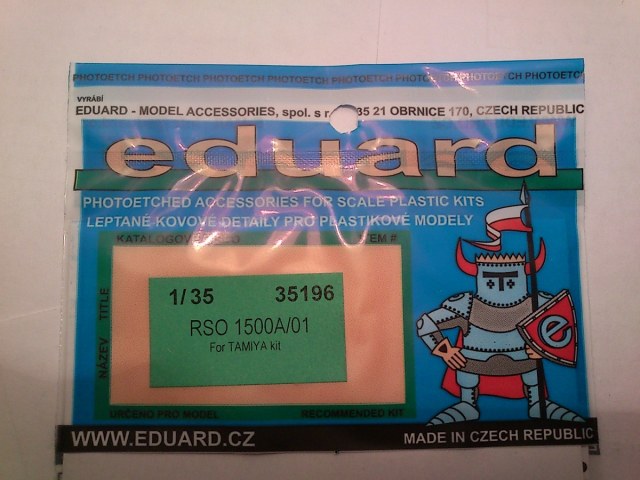 PHOTOETCH PHOTOETCH PHOTOETCH PHOTOETCH PHOTOETCH PHOTOETCH PHOTOETCH PHOTOETC
VYRÁBÍ
EDUARD - MODEL ACCESSORIES, spol. s r 35 21 OBRNICE 170, CZECH REPUBLIC
eduard
PHOTOETCHED ACCESSORIES FOR SCALE PLASTIC KITS
LEPTANÉ KOVOVÉ DETAILY PRO PLASTIKOVÉ MODELY
ITEM #
NÁZEV TITLE
1/35 35196
RSO 1500A/01
For TAMIYA kit
e
URČENO PRO MODEL RECOMMENDED KIT
WWW.EDUARD.CZ MADE IN CZECH REPUBLIC